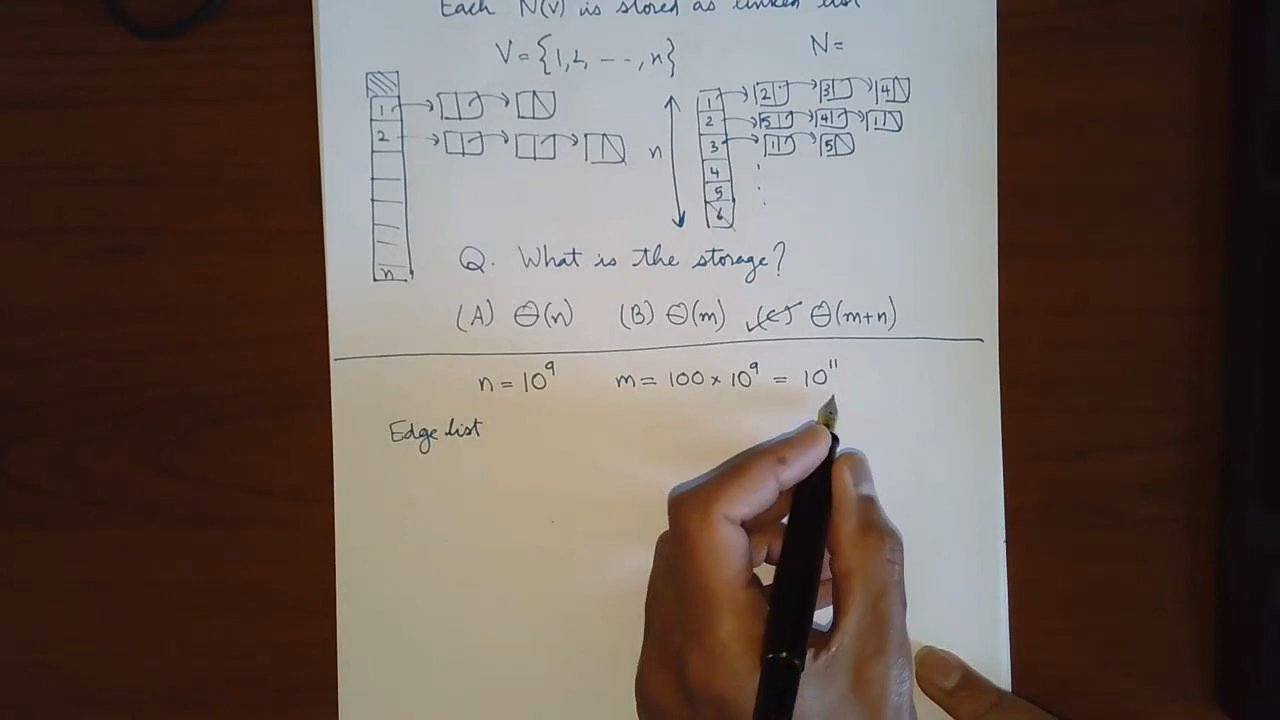 Each N(v) is stored as linked list
V = {1, 2, ---, n} N =
1 2 3 4
1 2 5 4 1
2 n 3 1 5
4
5
6
n Q. What is the storage?
(A) Θ(n) (B) Θ(m) (C) Θ(m+n)
n = 10⁹ m = 100 × 10⁹ = 10¹¹
Edge list